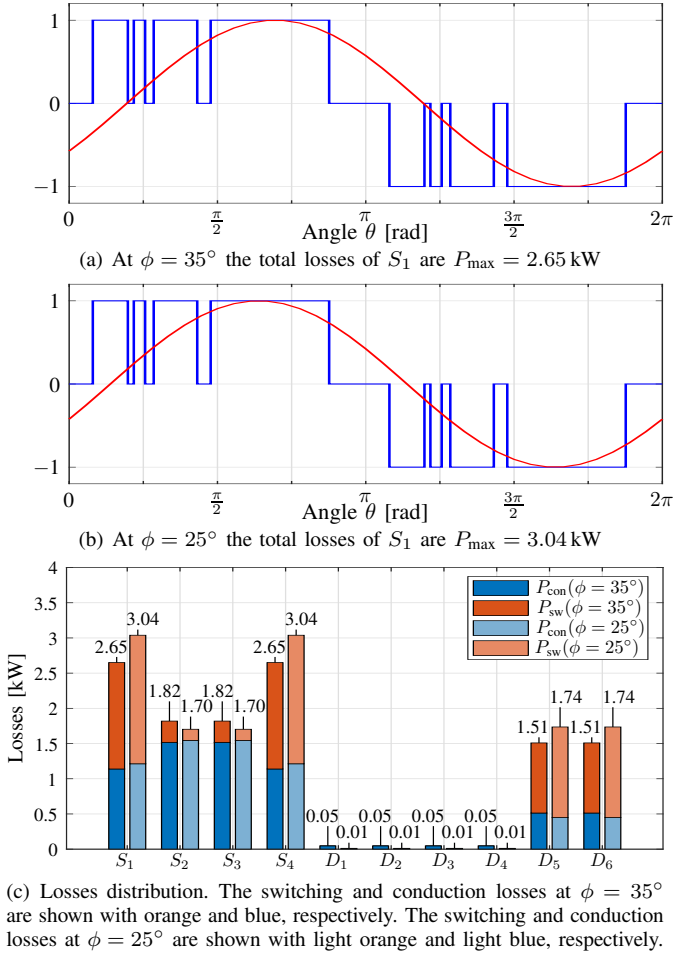 1
0
−1
0
π/2
π
3π/2
2π
Angle θ [rad]
(a) At ϕ = 35° the total losses of S₁ are P_max = 2.65 kW
1
0
−1
0
π/2
π
3π/2
2π
Angle θ [rad]
(b) At ϕ = 25° the total losses of S₁ are P_max = 3.04 kW
4
3.5
3
2.5
2
1.5
1
0.5
0
Losses [kW]
P_con(ϕ = 35°)
P_sw(ϕ = 35°)
P_con(ϕ = 25°)
P_sw(ϕ = 25°)
2.65
3.04
1.82
1.70
1.82
1.70
2.65
3.04
0.05
0.01
0.05
0.01
0.05
0.01
0.05
0.01
1.51
1.74
1.51
1.74
S₁ S₂ S₃ S₄ D₁ D₂ D₃ D₄ D₅ D₆
(c) Losses distribution. The switching and conduction losses at ϕ = 35°
are shown with orange and blue, respectively. The switching and conduction
losses at ϕ = 25° are shown with light orange and light blue, respectively.